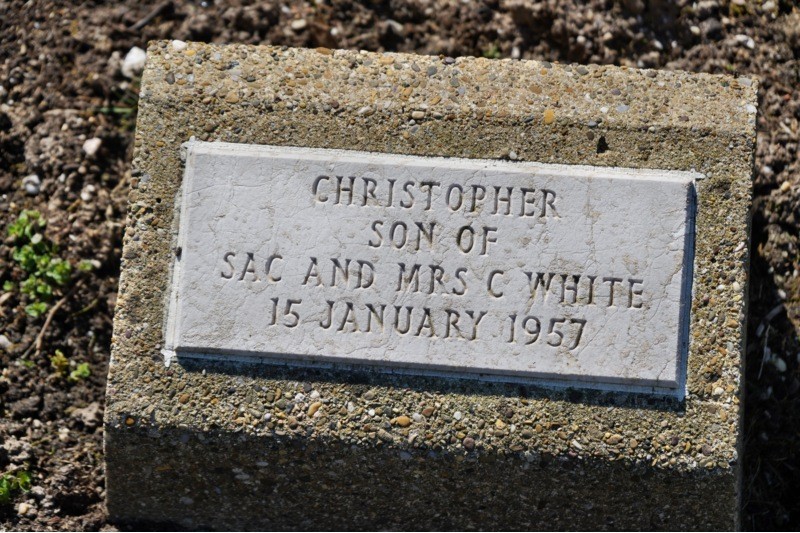 CHRISTOPHER
SON OF
SAC AND MRS C WHITE
15 JANUARY 1957